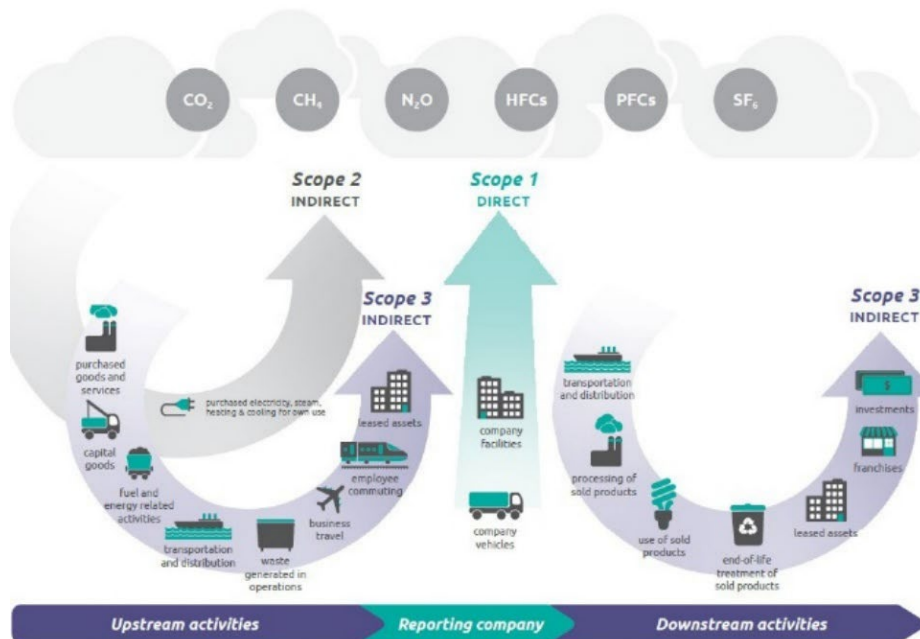 CO₂
CH₄
N₂O
HFCs
PFCs
SF₆
Scope 2
INDIRECT
Scope 1
DIRECT
Scope 3
INDIRECT
Scope 3
INDIRECT
purchased
goods and
services
capital
goods
fuel and
energy related
activities
transportation
and distribution
waste
generated in
operations
business
travel
employee
commuting
leased assets
purchased electricity, steam,
heating & cooling for own use
company
facilities
company
vehicles
transportation
and distribution
processing of
sold products
use of sold
products
end-of-life
treatment of
sold products
leased assets
franchises
$
investments
Upstream activities
Reporting company
Downstream activities